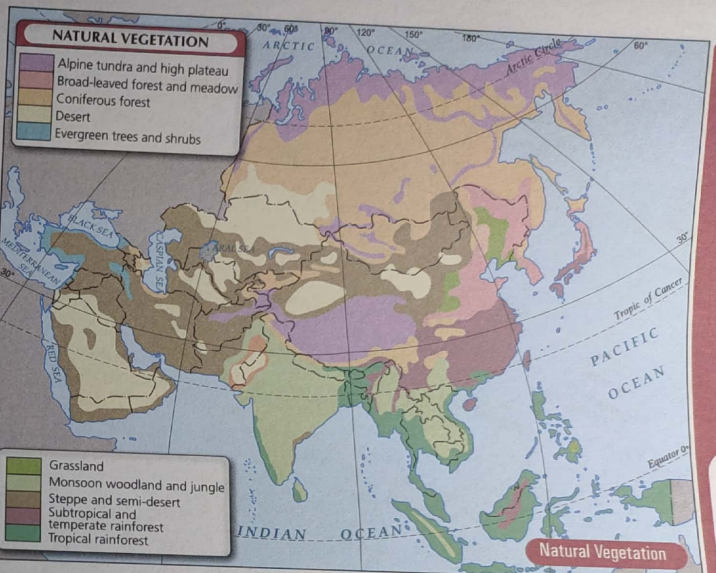 NATURAL VEGETATION
Alpine tundra and high plateau
Broad-leaved forest and meadow
Coniferous forest
Desert
Evergreen trees and shrubs
0° 30° 60° 90° 120° 150° 180° 60°
ARCTIC OCEAN
Arctic Circle
BLACK SEA
CASPIAN SEA
ARAL SEA
MEDITERRANEAN SEA
30°
30°
Tropic of Cancer
RED SEA
PACIFIC
OCEAN
Equator 0°
Grassland
Monsoon woodland and jungle
Steppe and semi-desert
Subtropical and
temperate rainforest
Tropical rainforest
INDIAN OCEAN
Natural Vegetation